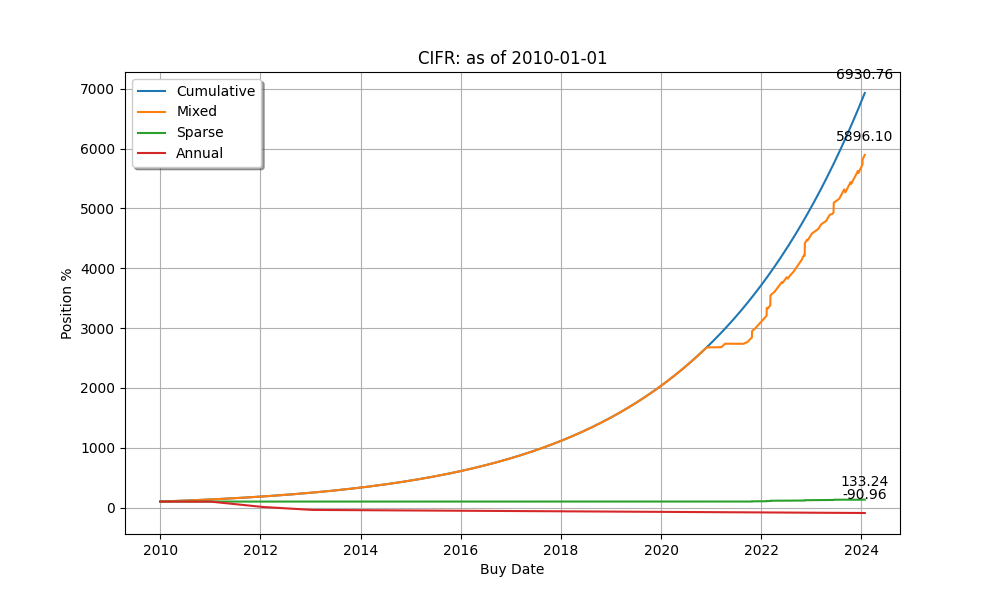 CIFR: as of 2010-01-01
6930.76
7000
Cumulative
Mixed
Sparse
Annual
5896.10
6000
5000
4000
3000
2000
1000
133.24
-90.96
0
Position %
2010 2012 2014 2016 2018 2020 2022 2024
Buy Date